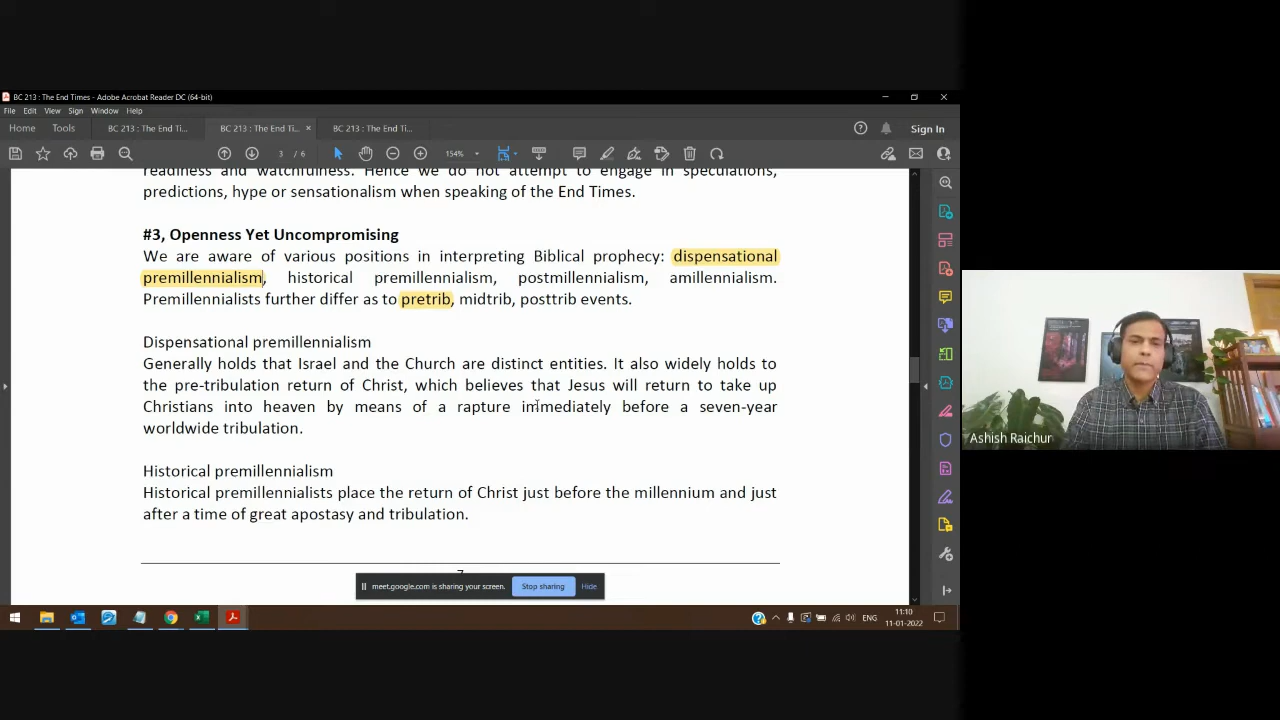 BC 213 : The End Times - Adobe Acrobat Reader DC (64-bit)
File Edit View Sign Window Help
Home Tools BC 213 : The End Ti... BC 213 : The End Ti... × BC 213 : The End Ti... Sign In
3 / 6 154%
readiness and watchfulness. Hence we do not attempt to engage in speculations,
predictions, hype or sensationalism when speaking of the End Times.
#3, Openness Yet Uncompromising
We are aware of various positions in interpreting Biblical prophecy: dispensational
premillennialism, historical premillennialism, postmillennialism, amillennialism.
Premillennialists further differ as to pretrib, midtrib, posttrib events.
Dispensational premillennialism
Generally holds that Israel and the Church are distinct entities. It also widely holds to
the pre-tribulation return of Christ, which believes that Jesus will return to take up
Christians into heaven by means of a rapture immediately before a seven-year
worldwide tribulation.
Historical premillennialism
Historical premillennialists place the return of Christ just before the millennium and just
after a time of great apostasy and tribulation.
meet.google.com is sharing your screen. Stop sharing Hide
Ashish Raichur
ENG 11:10
11-01-2022